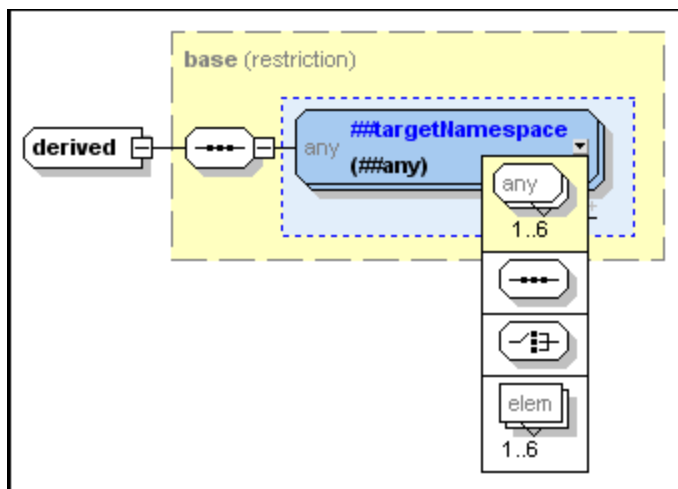 base (restriction)
derived
any
##targetNamespace
(##any)
any
1..6
elem
1..6